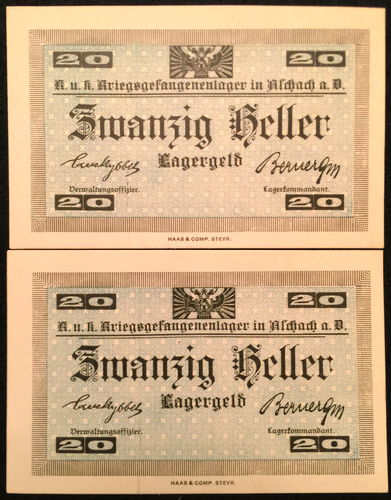 20 20
K. u. k. Kriegsgefangenenlager in Aschach a. D.
Zwanzig Heller
Lagergeld
Verwaltungsoffizier. Lagerkommandant.
20 20
HAAS & COMP. STEYR.
20 20
K. u. k. Kriegsgefangenenlager in Aschach a. D.
Zwanzig Heller
Lagergeld
Verwaltungsoffizier. Lagerkommandant.
20 20
HAAS & COMP. STEYR.